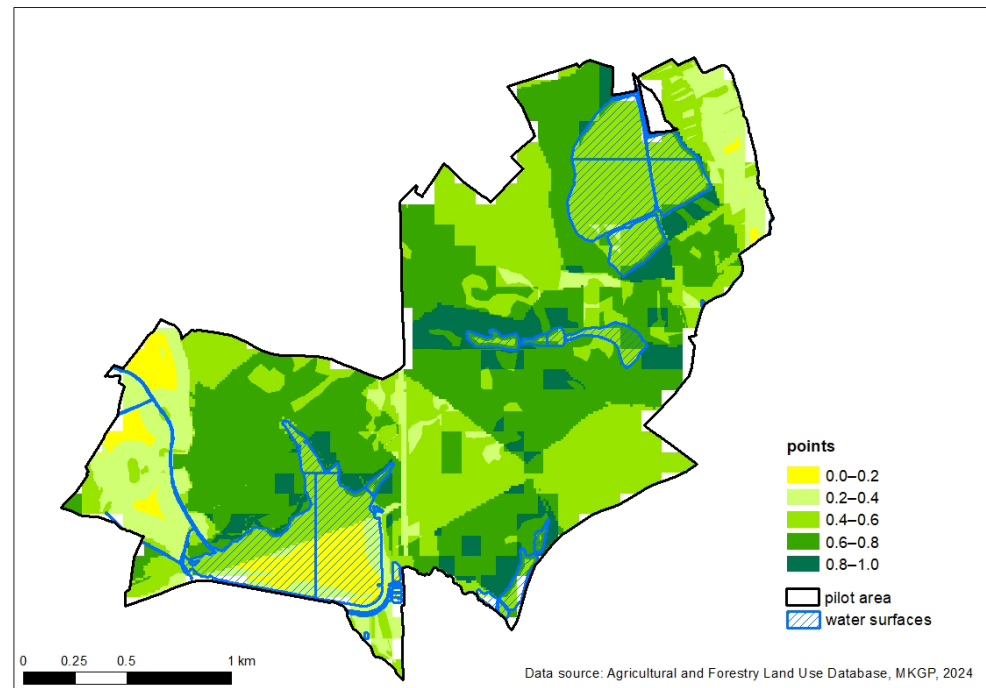 points
0.0–0.2
0.2–0.4
0.4–0.6
0.6–0.8
0.8–1.0
pilot area
water surfaces
0 0.25 0.5 1 km
Data source: Agricultural and Forestry Land Use Database, MKGP, 2024